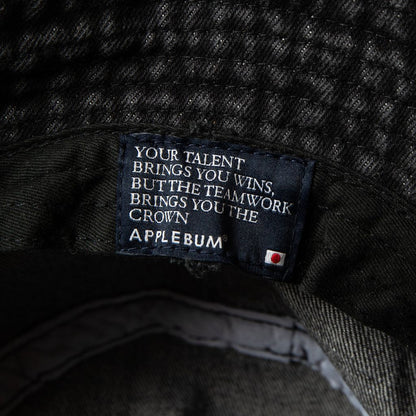 YOUR TALENT
BRINGS YOU WINS,
BUT THE TEAMWORK
BRINGS YOU THE
CROWN
APPLEBUM®